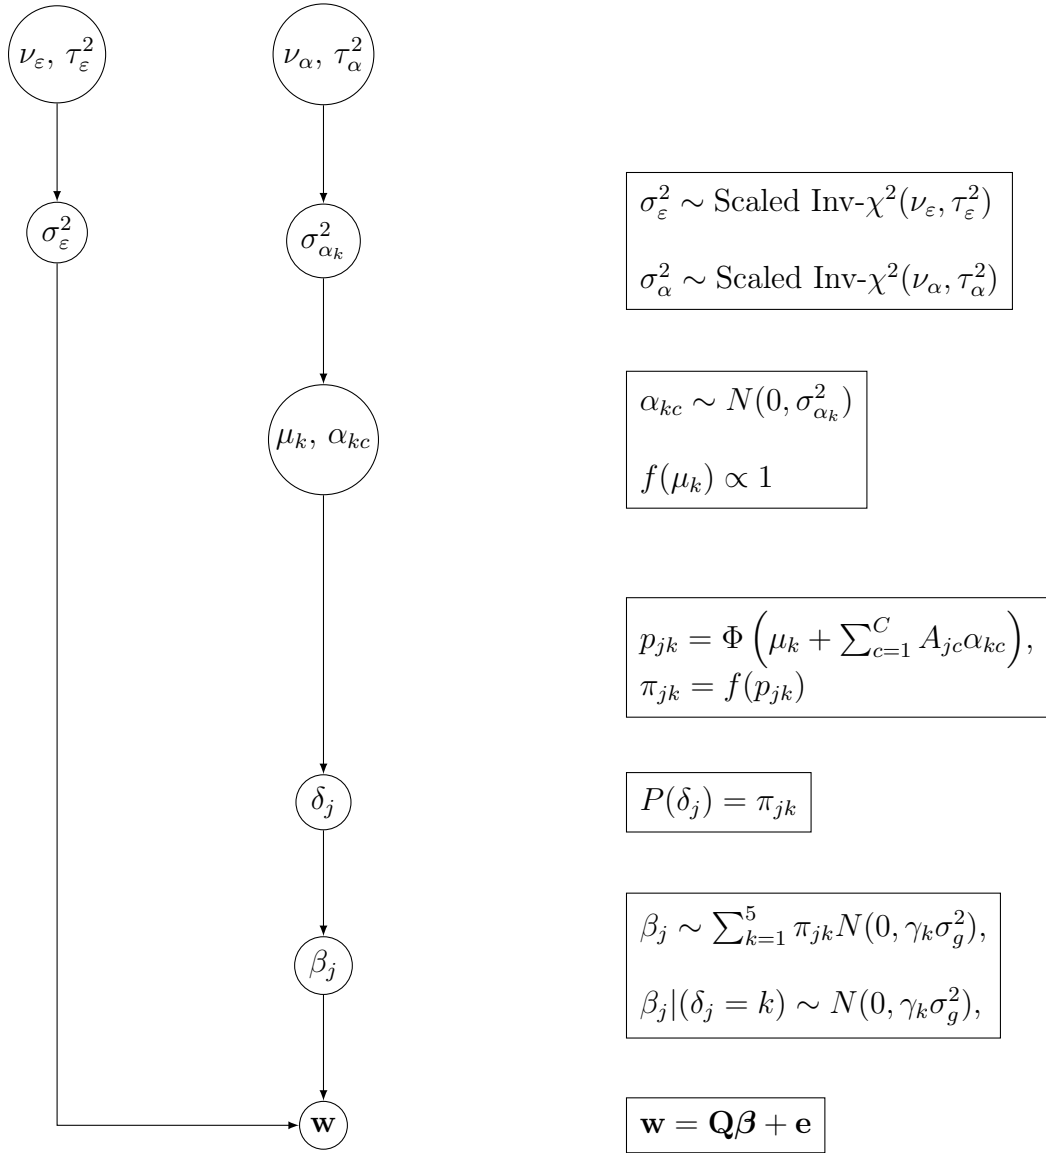 ν_ε, τ_ε^2
ν_α, τ_α^2
σ_ε^2
σ_{α_k}^2
σ_ε^2 ∼ Scaled Inv-χ^2(ν_ε, τ_ε^2)
σ_α^2 ∼ Scaled Inv-χ^2(ν_α, τ_α^2)
μ_k, α_{kc}
α_{kc} ∼ N(0, σ_{α_k}^2)
f(μ_k) ∝ 1
p_{jk} = Φ(μ_k + ∑_{c=1}^C A_{jc}α_{kc}),
π_{jk} = f(p_{jk})
δ_j
P(δ_j) = π_{jk}
β_j
β_j ∼ ∑_{k=1}^5 π_{jk}N(0, γ_kσ_g^2),
β_j|(δ_j = k) ∼ N(0, γ_kσ_g^2),
w
w = Qβ + e